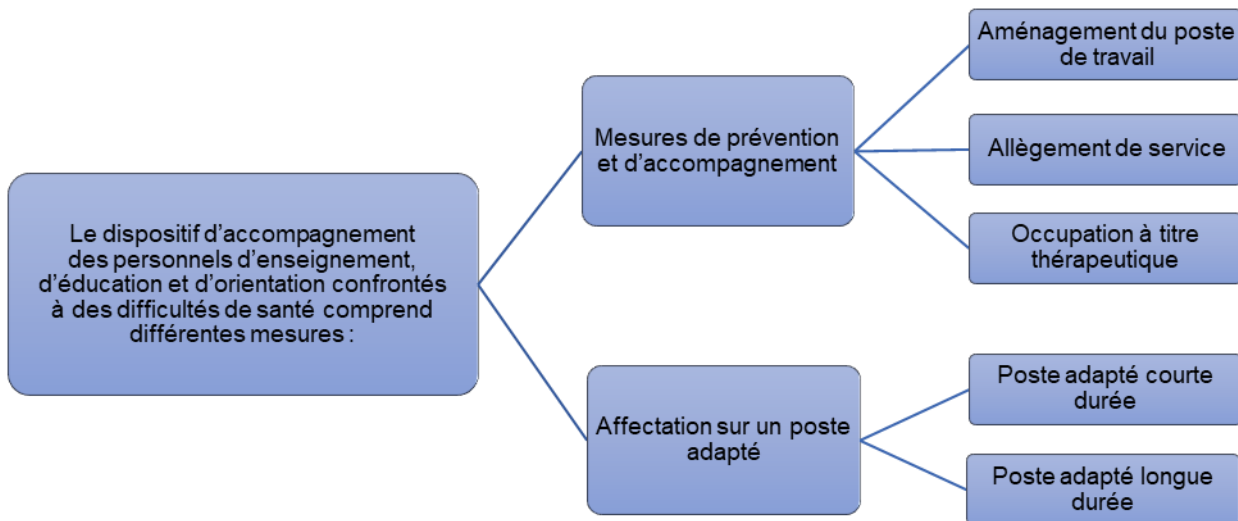 Le dispositif d’accompagnement
des personnels d’enseignement,
d’éducation et d’orientation confrontés
à des difficultés de santé comprend
différentes mesures :
Mesures de prévention
et d’accompagnement
Aménagement du poste
de travail
Allègement de service
Occupation à titre
thérapeutique
Affectation sur un poste
adapté
Poste adapté courte
durée
Poste adapté longue
durée